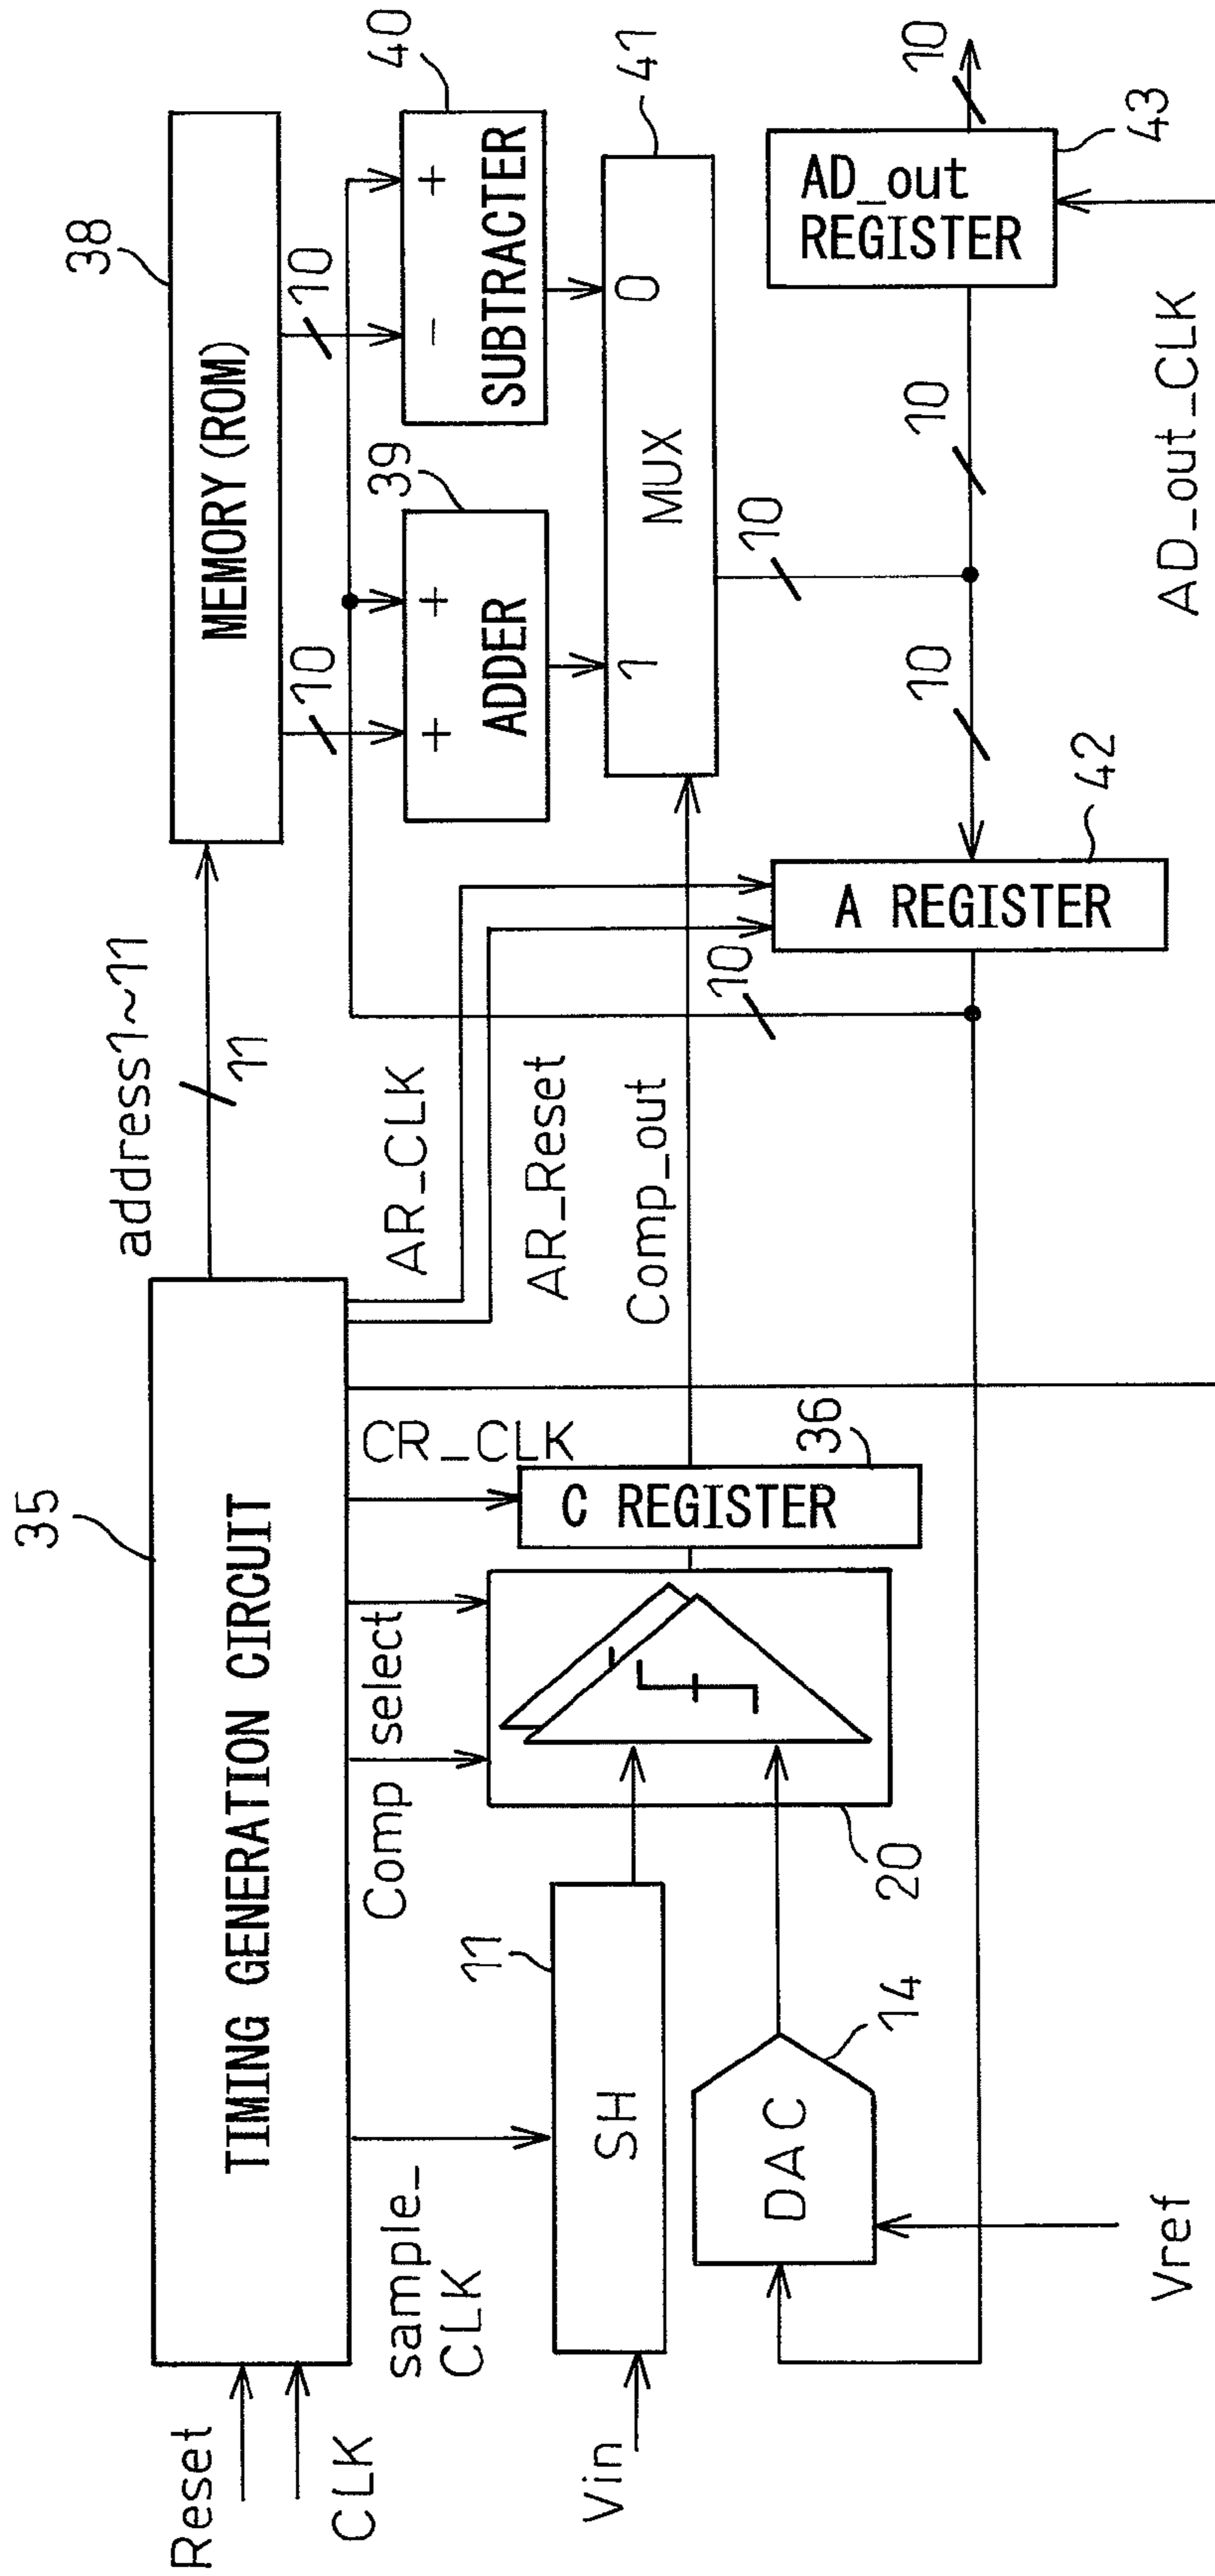 35
Reset
CLK
TIMING GENERATION CIRCUIT
address1~11
11
38
MEMORY(ROM)
sample_
CLK
Comp select
CR_CLK
AR_CLK
AR_Reset
10
10
39
40
+
+
ADDER
−
+
SUBTRACTER
Vin
11
SH
20
C REGISTER
36
Comp_out
1
0
MUX
41
10
10
DAC
14
Vref
A REGISTER
42
10
10
AD_out
REGISTER
43
10
AD_out_CLK